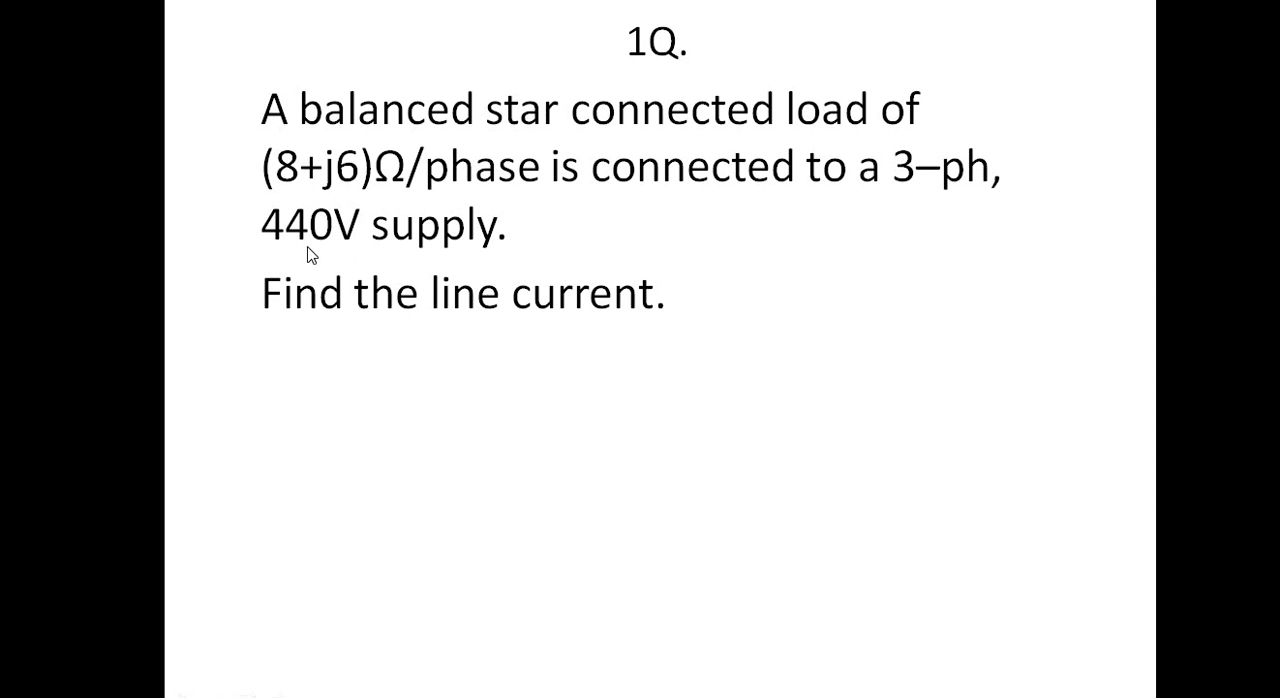 1Q.
A balanced star connected load of
(8+j6)Ω/phase is connected to a 3–ph,
440V supply.
Find the line current.